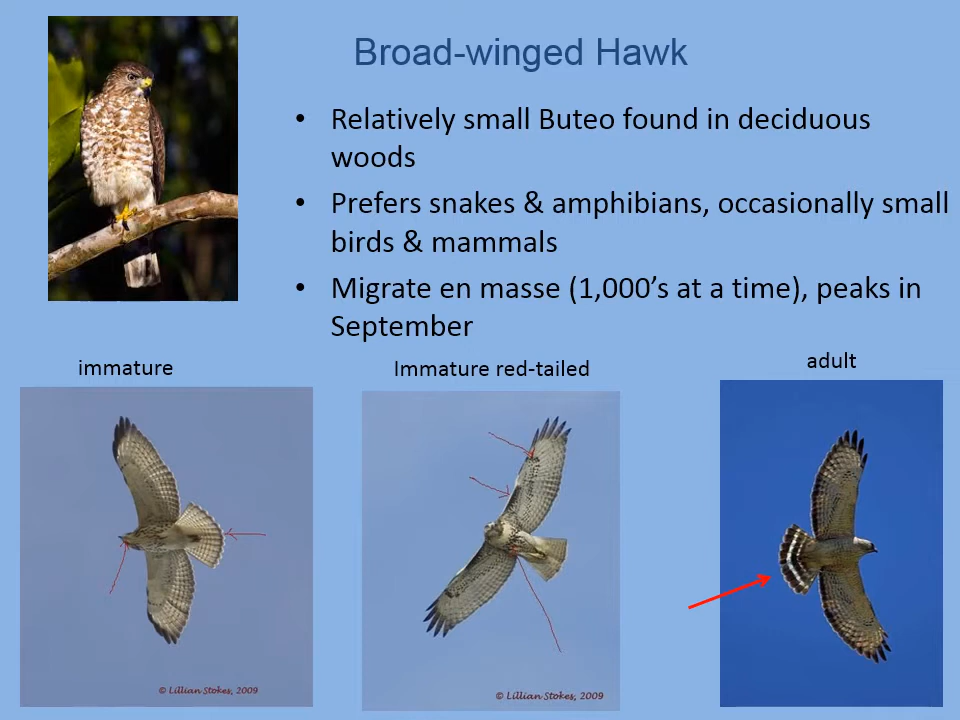 Broad-winged Hawk
• Relatively small Buteo found in deciduous
woods
• Prefers snakes & amphibians, occasionally small
birds & mammals
• Migrate en masse (1,000’s at a time), peaks in
September
immature
Immature red-tailed
adult
© Lillian Stokes, 2009
© Lillian Stokes, 2009